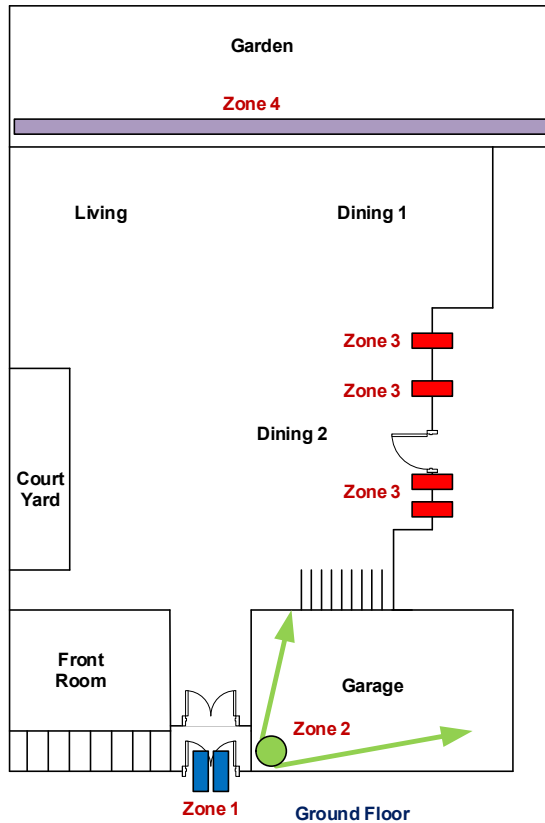 Garden
Zone 4
Living
Dining 1
Zone 3
Zone 3
Dining 2
Court
Yard
Zone 3
Front
Room
Garage
Zone 2
Zone 1
Ground Floor